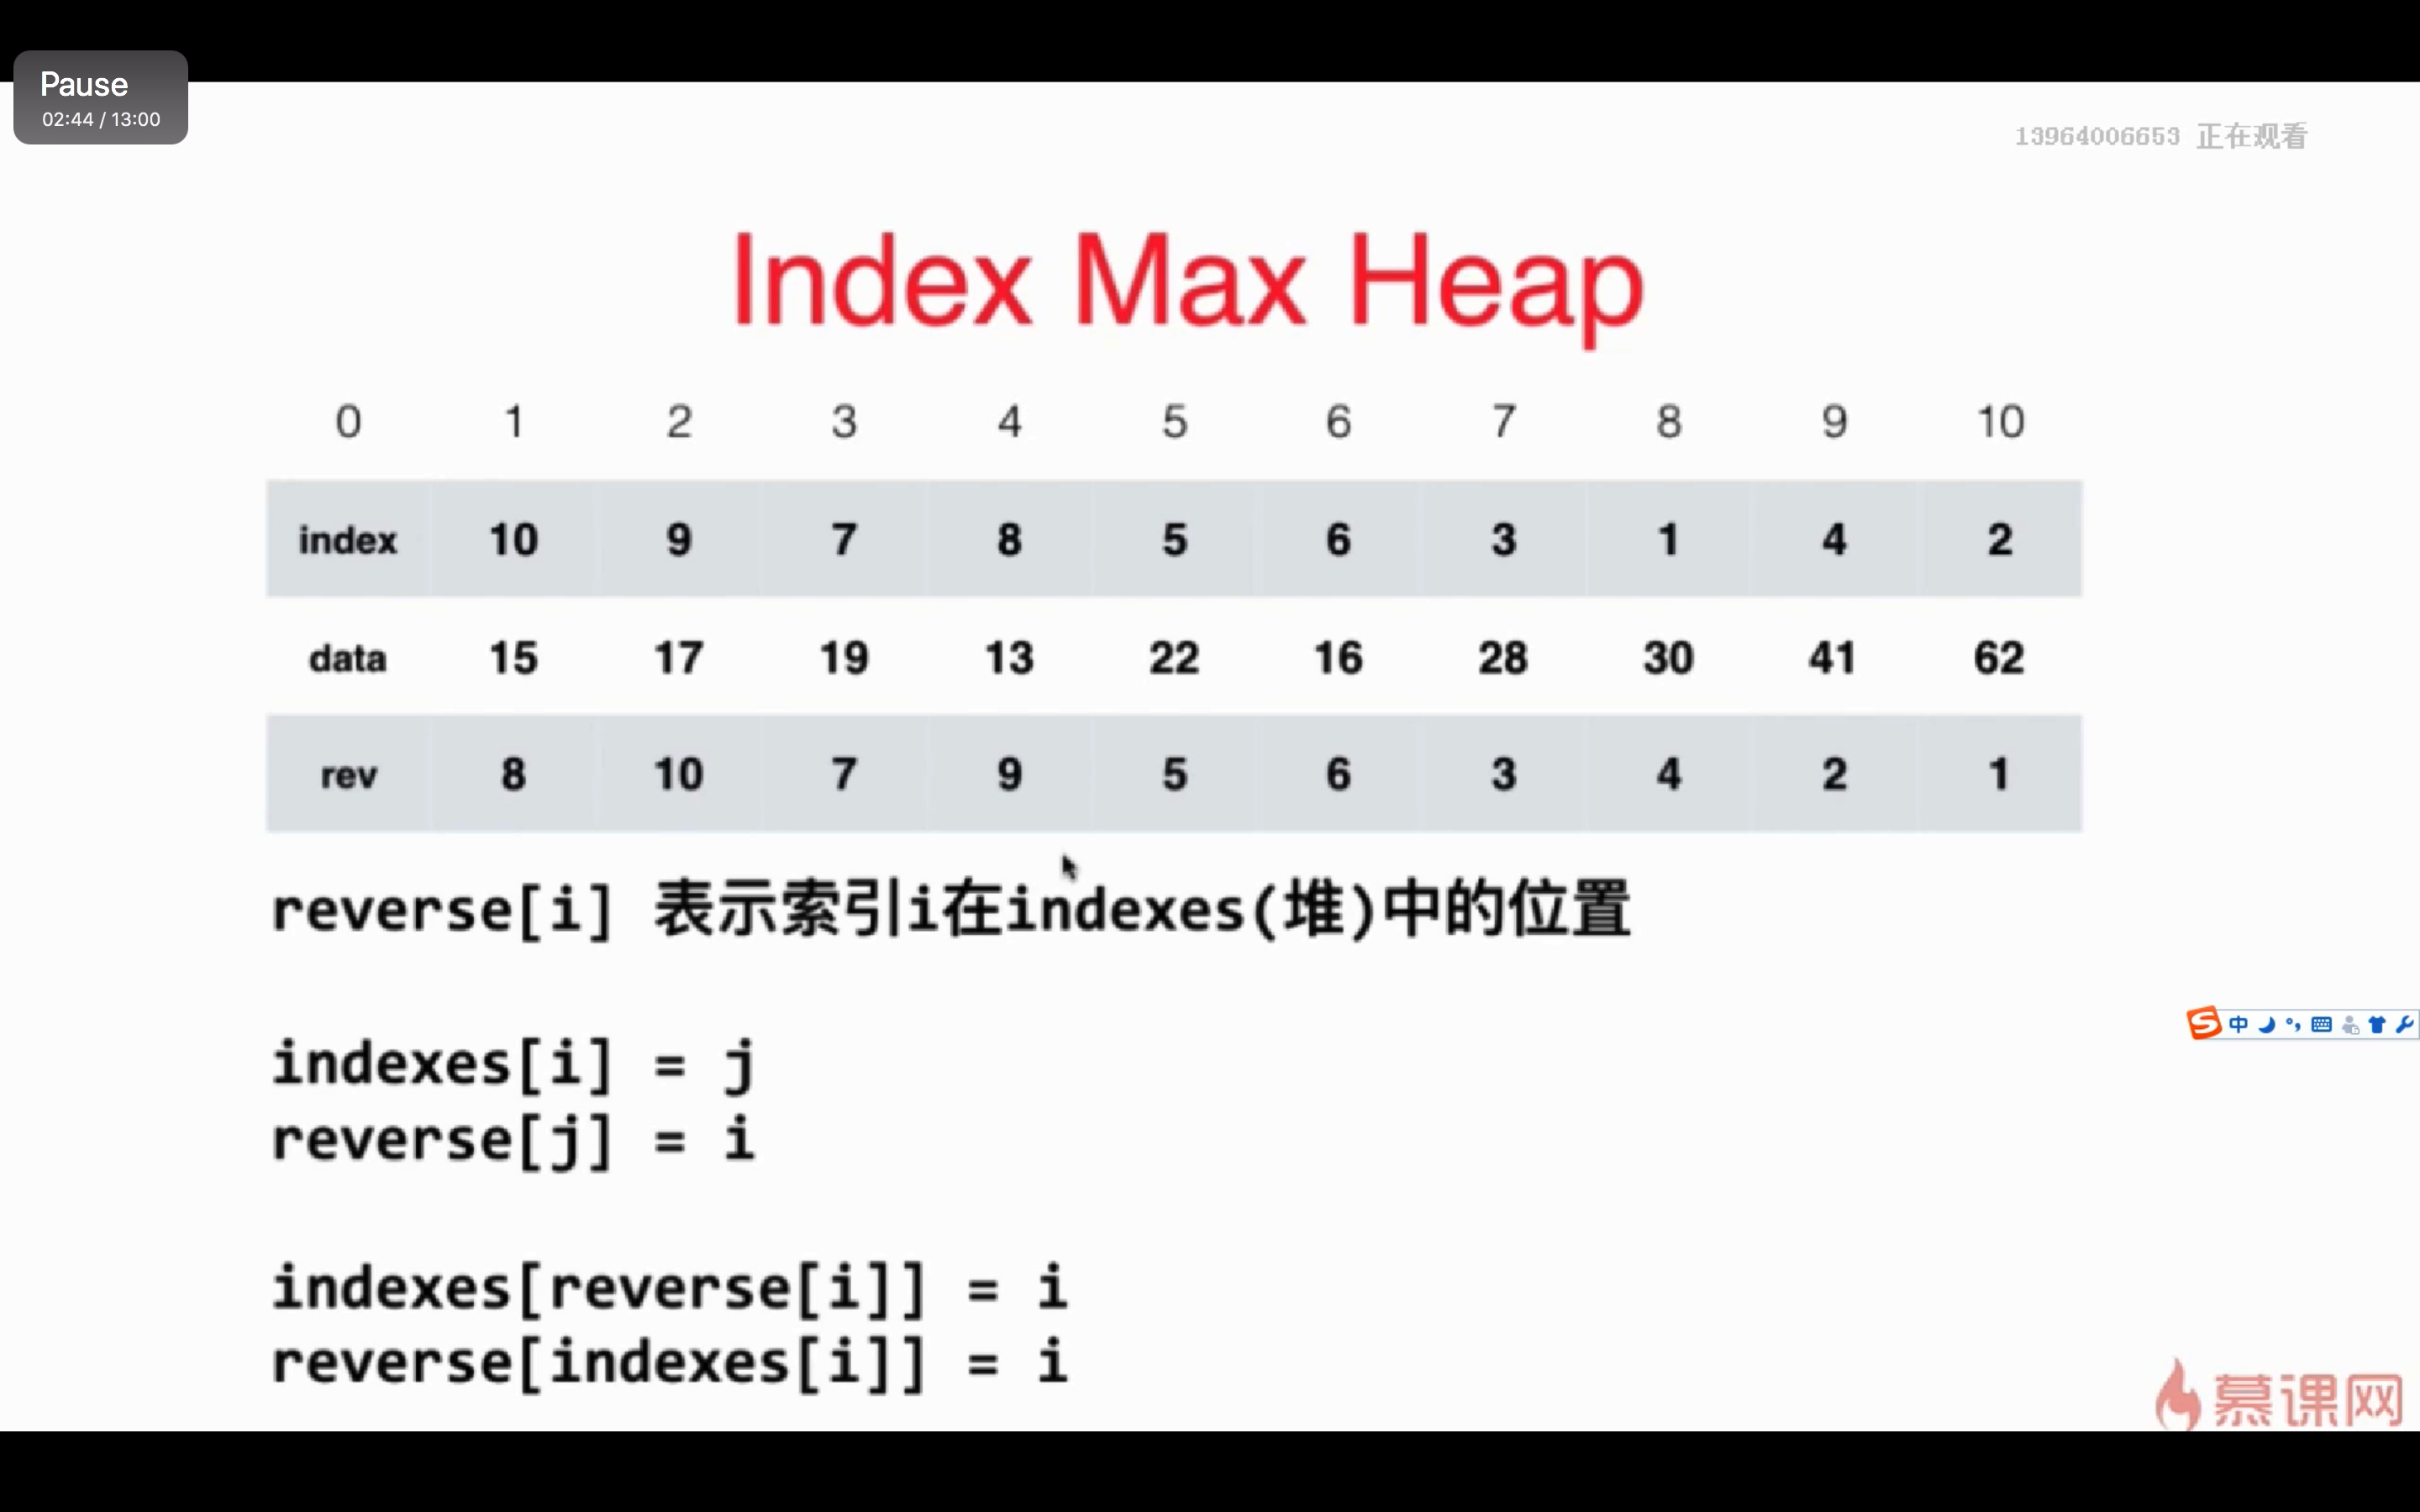 Pause
02:44 / 13:00
13964006653 正在观看
Index Max Heap
0 1 2 3 4 5 6 7 8 9 10
index 10 9 7 8 5 6 3 1 4 2
data 15 17 19 13 22 16 28 30 41 62
rev 8 10 7 9 5 6 3 4 2 1
reverse[i] 表示索引i在indexes(堆)中的位置
indexes[i] = j
reverse[j] = i
中
indexes[reverse[i]] = i
reverse[indexes[i]] = i
慕课网